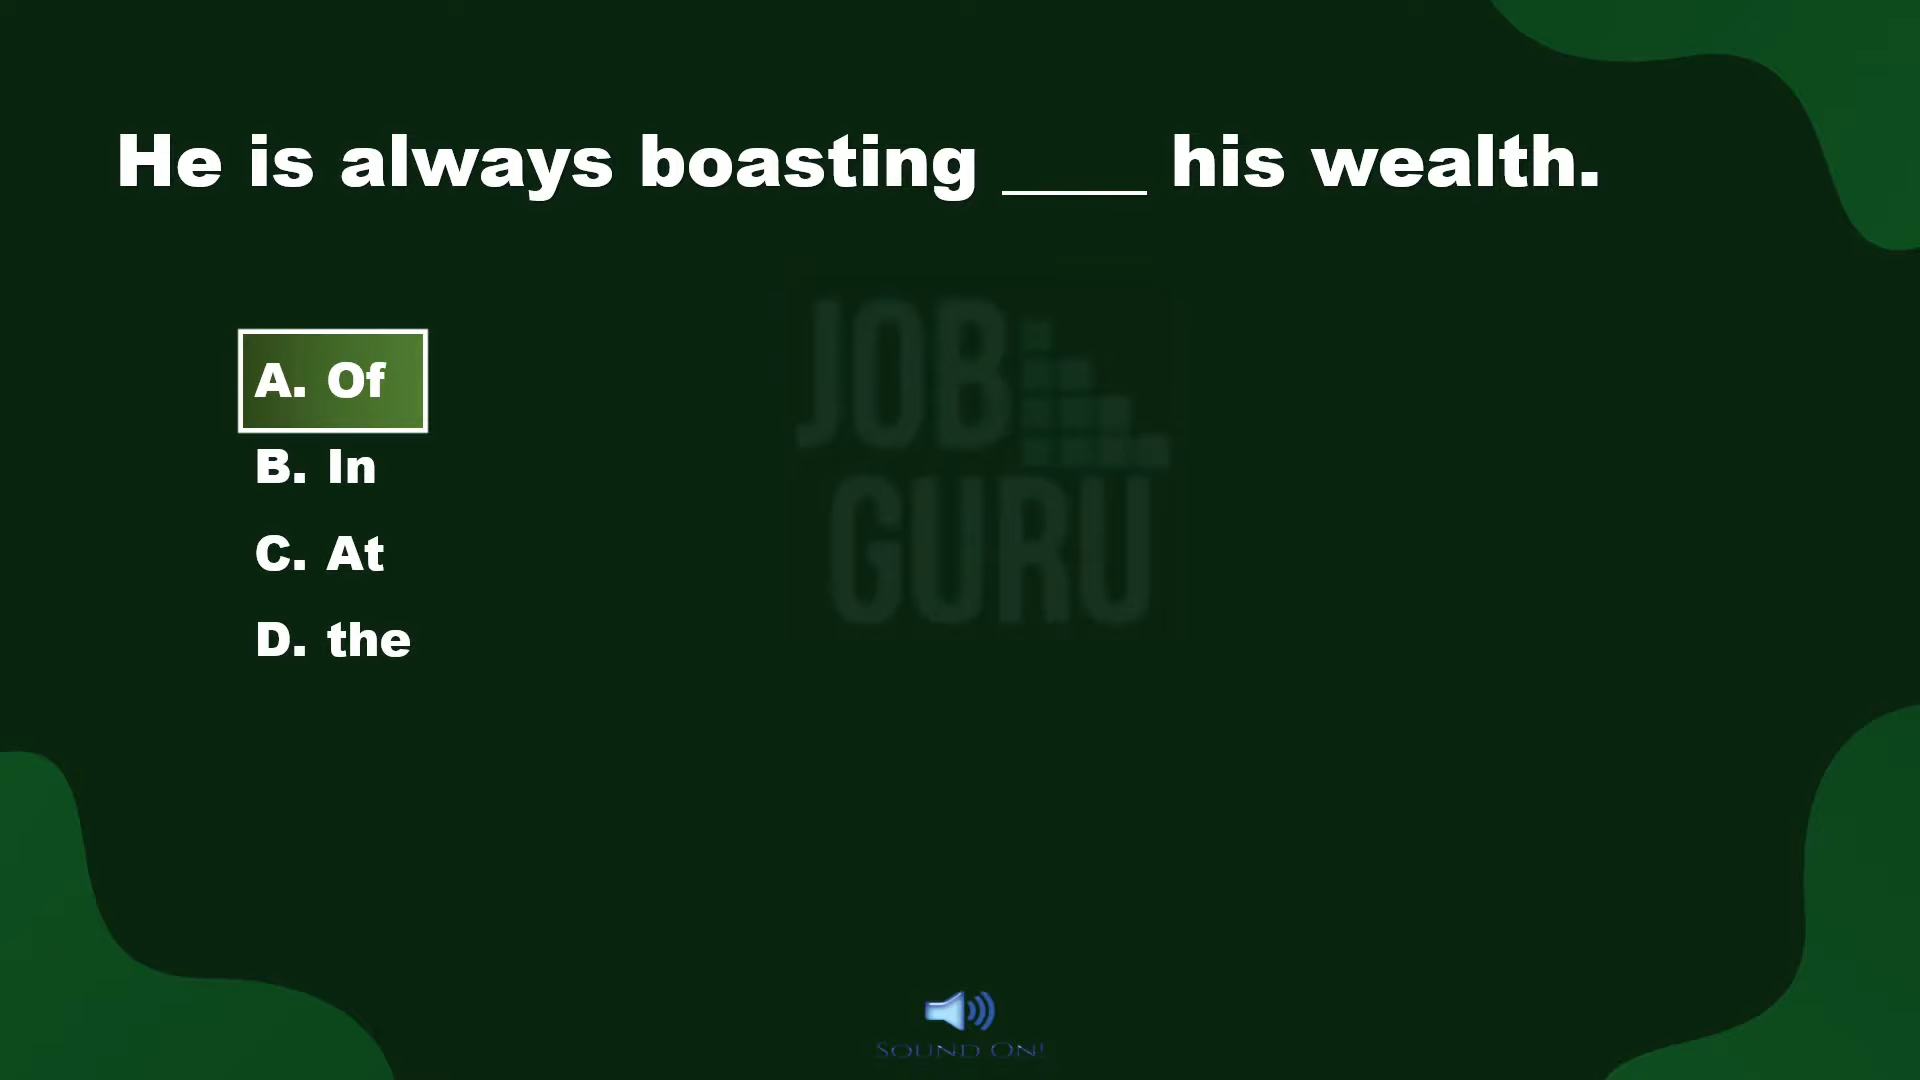 He is always boasting ____ his wealth.
JOB
GURU
A. Of
B. In
C. At
D. the
SOUND ON!